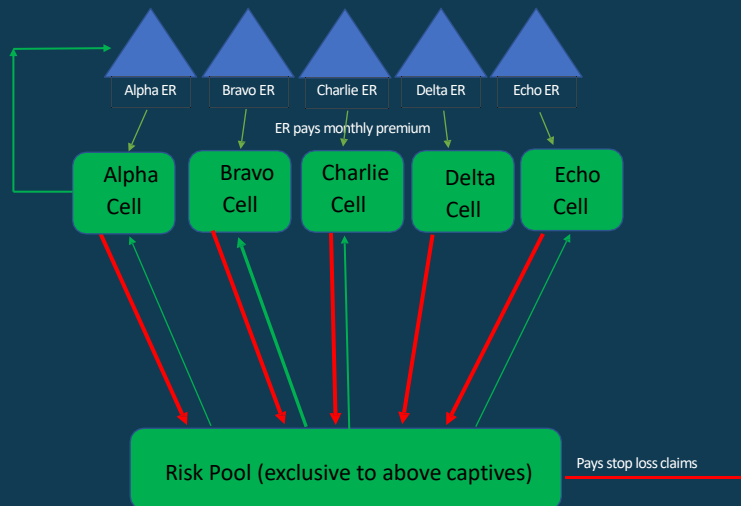 Alpha ER
Bravo ER
Charlie ER
Delta ER
Echo ER
ER pays monthly premium
Alpha
Cell
Bravo
Cell
Charlie
Cell
Delta
Cell
Echo
Cell
Risk Pool (exclusive to above captives)
Pays stop loss claims